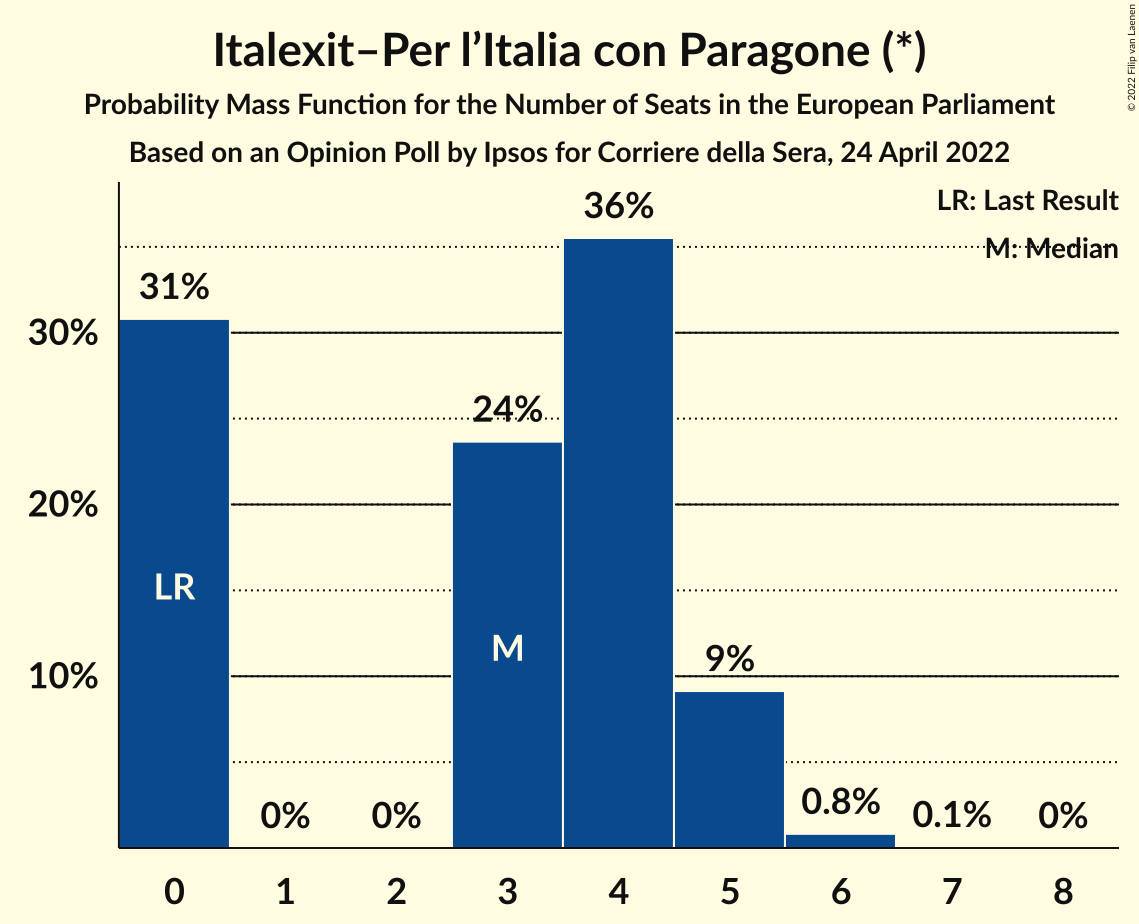 Italexit–Per l’Italia con Paragone (*)
Probability Mass Function for the Number of Seats in the European Parliament
Based on an Opinion Poll by Ipsos for Corriere della Sera, 24 April 2022
© 2022 Filip van Laenen
LR: Last Result
M: Median
36%
31%
30%
24%
20%
LR
M
10%
9%
0%
0%
0.8%
0.1%
0%
0 1 2 3 4 5 6 7 8